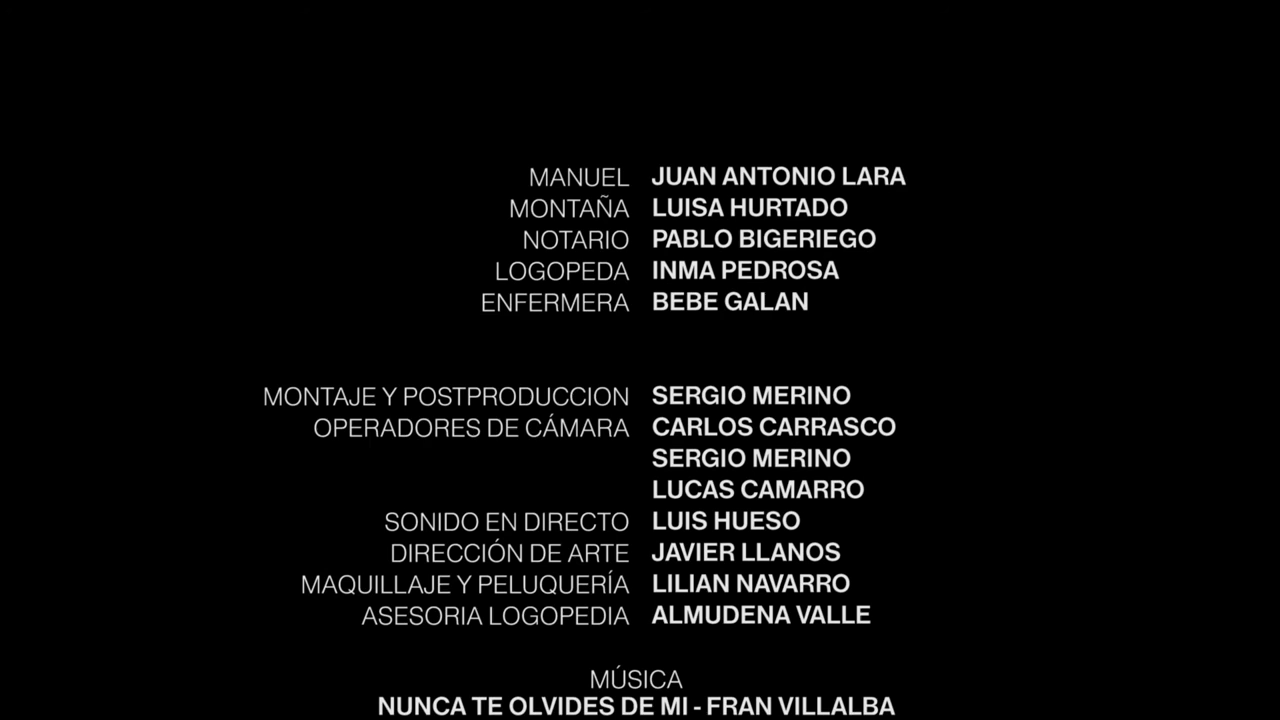 MANUEL JUAN ANTONIO LARA
MONTAÑA LUISA HURTADO
NOTARIO PABLO BIGERIEGO
LOGOPEDA INMA PEDROSA
ENFERMERA BEBE GALAN
MONTAJE Y POSTPRODUCCION SERGIO MERINO
OPERADORES DE CÁMARA CARLOS CARRASCO
SERGIO MERINO
LUCAS CAMARRO
SONIDO EN DIRECTO LUIS HUESO
DIRECCIÓN DE ARTE JAVIER LLANOS
MAQUILLAJE Y PELUQUERÍA LILIAN NAVARRO
ASESORIA LOGOPEDIA ALMUDENA VALLE
MÚSICA
NUNCA TE OLVIDES DE MI - FRAN VILLALBA